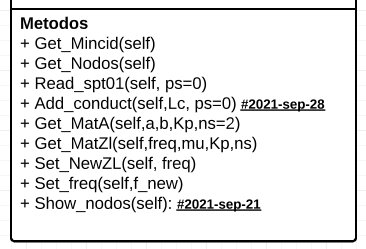 Metodos
+ Get_Mincid(self)
+ Get_Nodos(self)
+ Read_spt01(self, ps=0)
+ Add_conduct(self,Lc, ps=0) #2021-sep-28
+ Get_MatA(self,a,b,Kp,ns=2)
+ Get_MatZl(self,freq,mu,Kp,ns)
+ Set_NewZL(self, freq)
+ Set_freq(self,f_new)
+ Show_nodos(self): #2021-sep-21